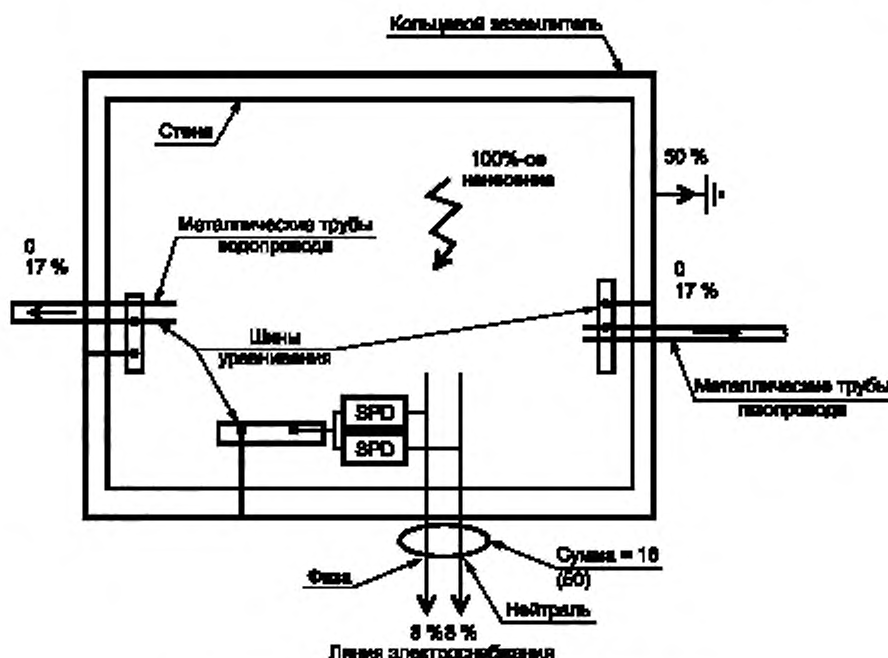 Кольцевой заземлитель
Стена
100%-ое
нанесение
50 %
Металлические трубы
водопровода
0
17 %
0
17 %
Шины
уравнивания
Металлические трубы
газопровода
SPD
SPD
Сумма = 16
(50)
Фаза
Нейтраль
8 % 8 %
Линия электроснабжения